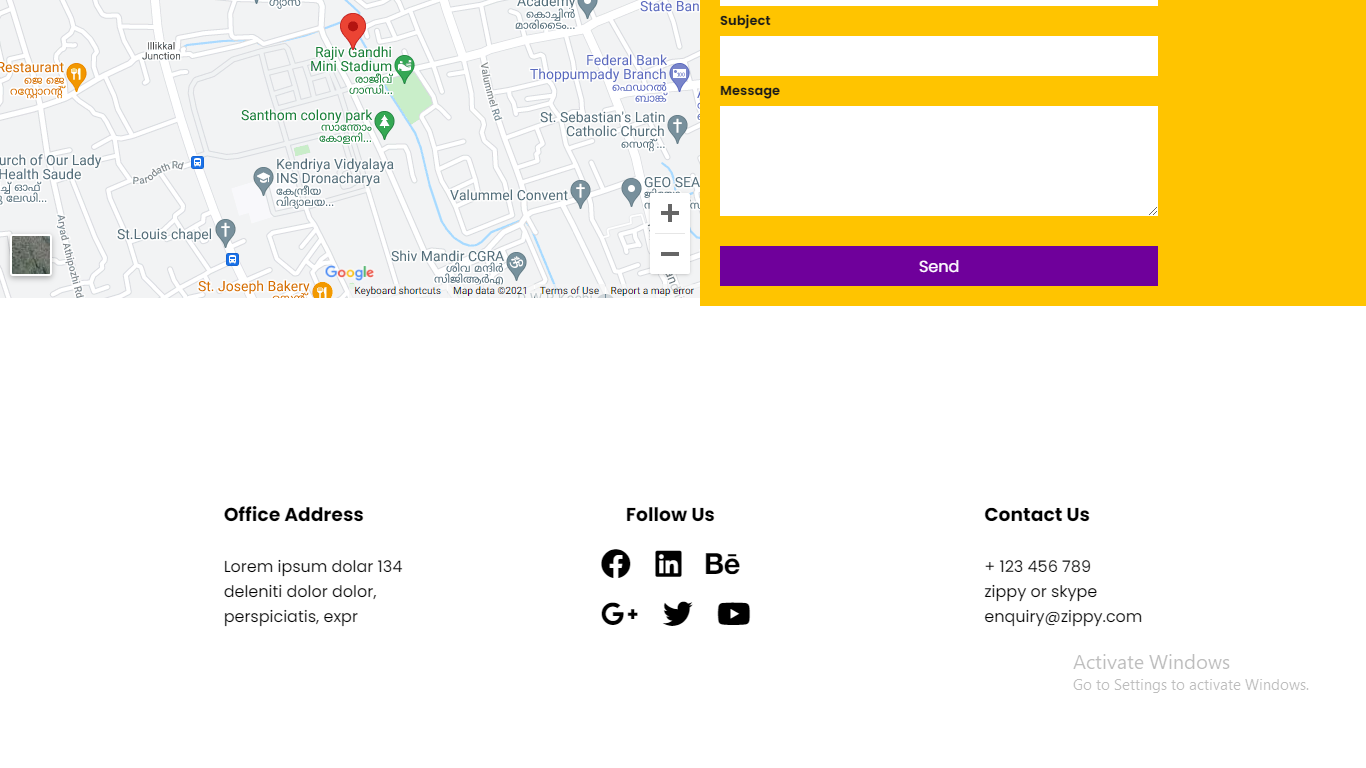 Academy
കൊച്ചിൻ
മാരിടൈം...
State Ban
ഗ്യാസ്
Illikkal
Junction
Rajiv Gandhi
Mini Stadium
രാജീവ്
ഗാന്ധി...
Restaurant
ജെ ജെ
റസ്റ്റോറന്റ്
Valummel Rd
Federal Bank
Thoppumpady Branch
ഫെഡറൽ
ബാങ്ക്
Santhom colony park
സാന്തോം
കോളനി...
St. Sebastian's Latin
Catholic Church
സെന്റ്...
urch of Our Lady
Health Saude
ച്ച് ഓഫ്
ലേഡി...
Parodath Rd
Kendriya Vidyalaya
INS Dronacharya
കേന്ദ്രീയ
വിദ്യാലയ...
Valummel Convent
GEO SEA
Aryad Athipozhi Rd
St.Louis chapel
Shiv Mandir CGRA
ശിവ മന്ദിർ
സിജിആർഎ
St. Joseph Bakery
Google
Keyboard shortcuts
Map data ©2021
Terms of Use
Report a map error
Subject
Message
Send
Office Address
Lorem ipsum dolar 134
deleniti dolor dolor,
perspiciatis, expr
Follow Us
Bē
G+
Contact Us
+ 123 456 789
zippy or skype
enquiry@zippy.com
Activate Windows
Go to Settings to activate Windows.